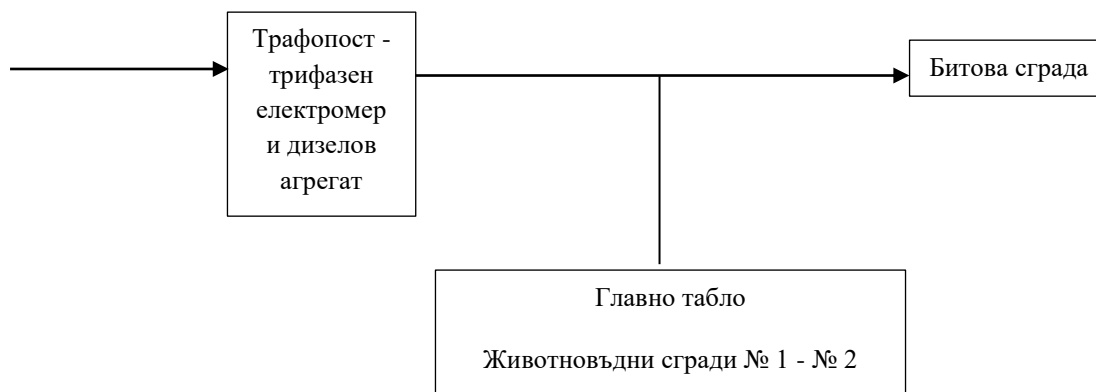 Трафопост -
трифазен
електромер
и дизелов
агрегат
Битова сграда
Главно табло
Животновъдни сгради № 1 - № 2